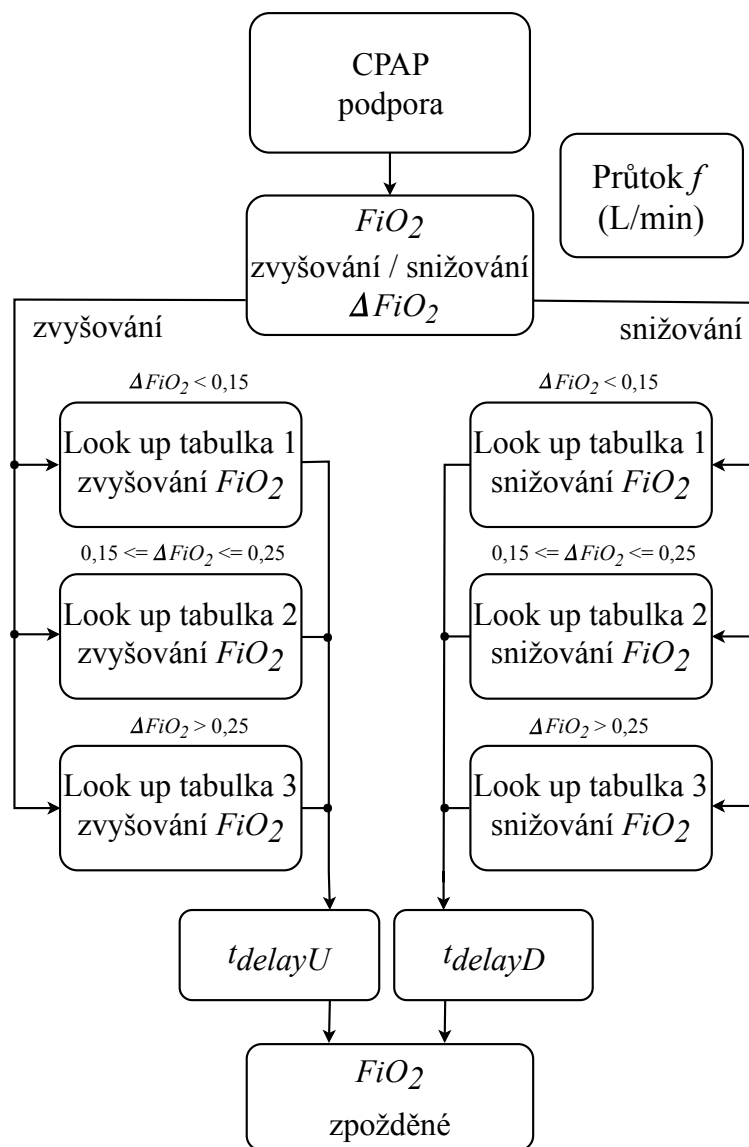 CPAP
podpora
Průtok f
(L/min)
FiO2
zvyšování / snižování
ΔFiO2
zvyšování
snižování
ΔFiO2 < 0,15
Look up tabulka 1
zvyšování FiO2
ΔFiO2 < 0,15
Look up tabulka 1
snižování FiO2
0,15 <= ΔFiO2 <= 0,25
Look up tabulka 2
zvyšování FiO2
0,15 <= ΔFiO2 <= 0,25
Look up tabulka 2
snižování FiO2
ΔFiO2 > 0,25
Look up tabulka 3
zvyšování FiO2
ΔFiO2 > 0,25
Look up tabulka 3
snižování FiO2
tdelayU
tdelayD
FiO2
zpožděné